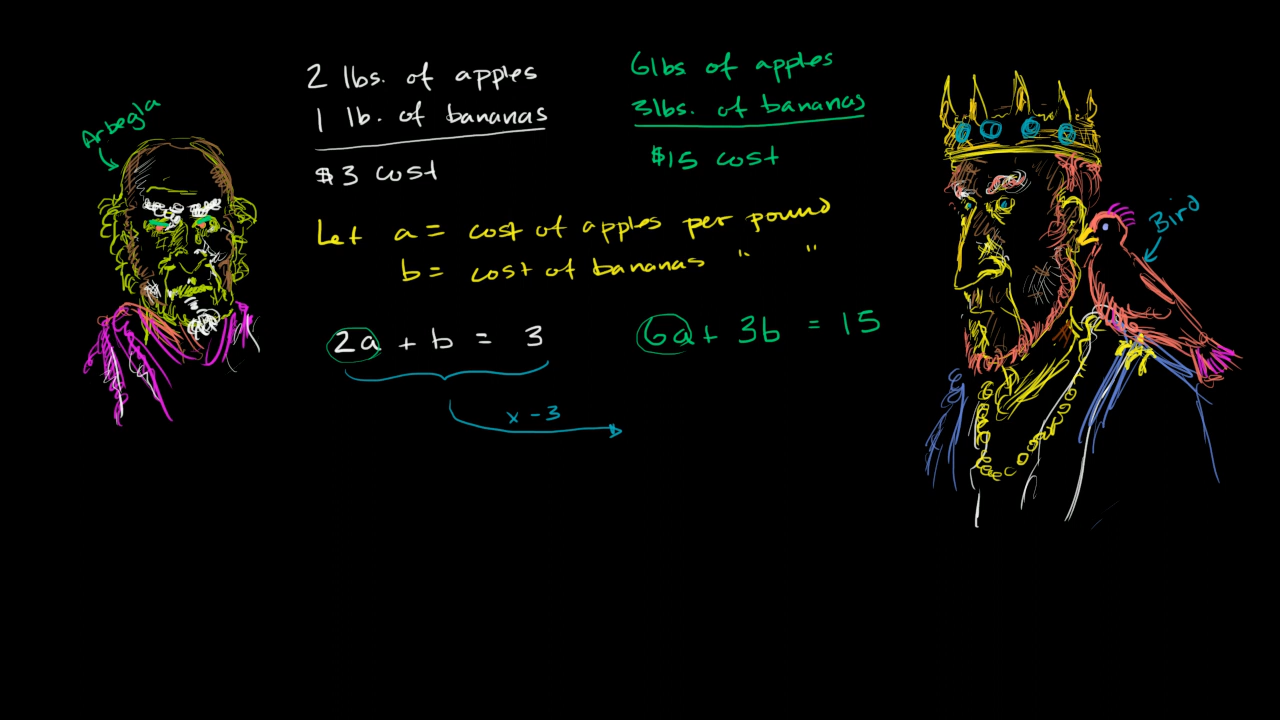 Arbegla
2 lbs. of apples
1 lb. of bananas
$3 cost
6lbs of apples
3lbs. of bananas
$15 cost
Let a = cost of apples per pound
b = cost of bananas " "
2a + b = 3
6a + 3b = 15
x -3
Bird